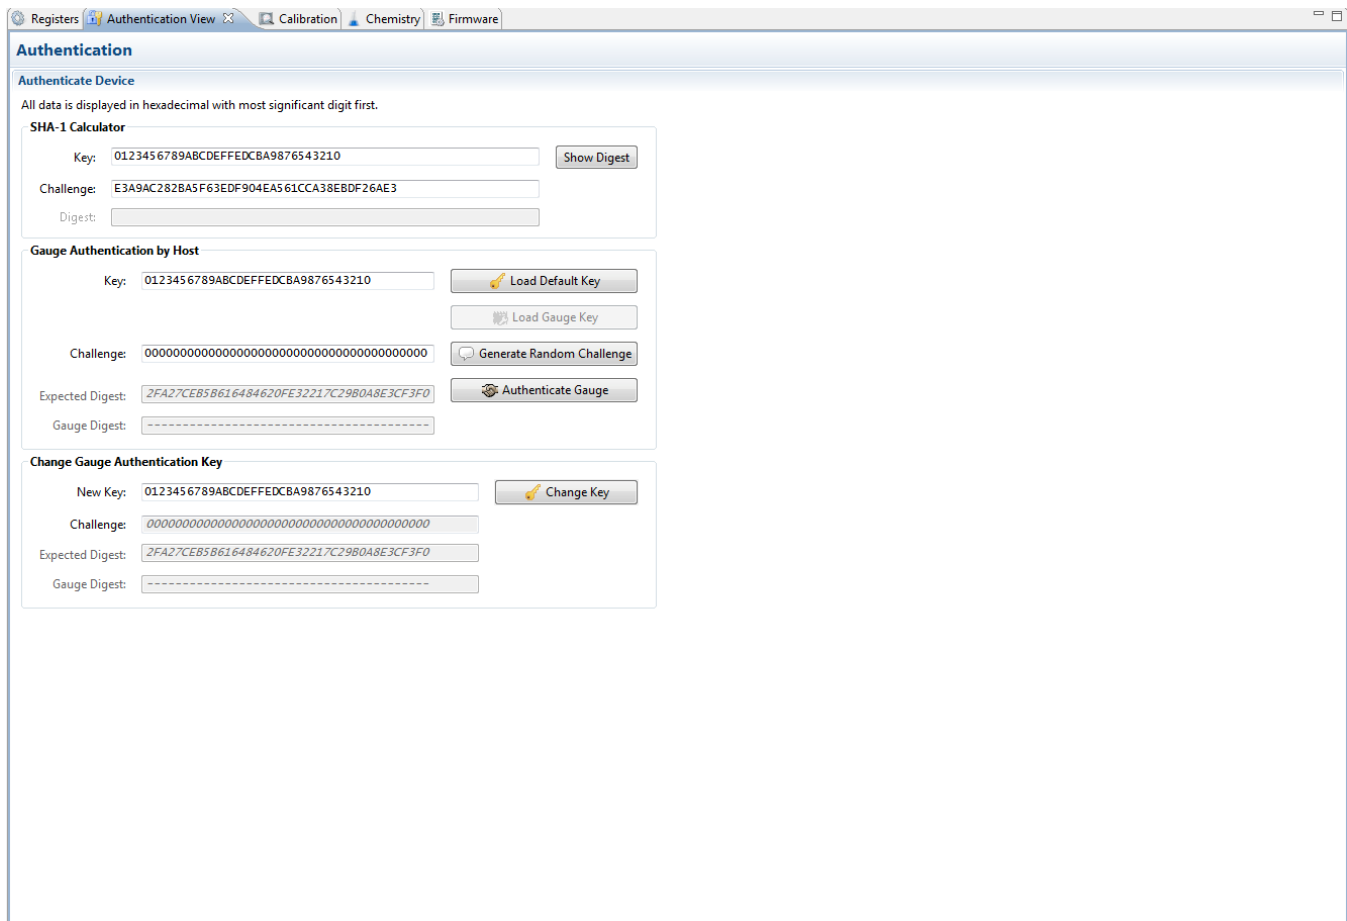 Registers Authentication View Calibration Chemistry Firmware
Authentication
Authenticate Device
All data is displayed in hexadecimal with most significant digit first.
SHA-1 Calculator
Key: 0123456789ABCDEFFEDCBA9876543210 Show Digest
Challenge: E3A9AC282BA5F63EDF904EA561CCA38EBDF26AE3
Digest:
Gauge Authentication by Host
Key: 0123456789ABCDEFFEDCBA9876543210 Load Default Key
Load Gauge Key
Challenge: 0000000000000000000000000000000000000000 Generate Random Challenge
Expected Digest: 2FA27CEB5B616484620FE32217C29B0A8E3CF3F0 Authenticate Gauge
Gauge Digest: ----------------------------------------
Change Gauge Authentication Key
New Key: 0123456789ABCDEFFEDCBA9876543210 Change Key
Challenge: 0000000000000000000000000000000000000000
Expected Digest: 2FA27CEB5B616484620FE32217C29B0A8E3CF3F0
Gauge Digest: ----------------------------------------